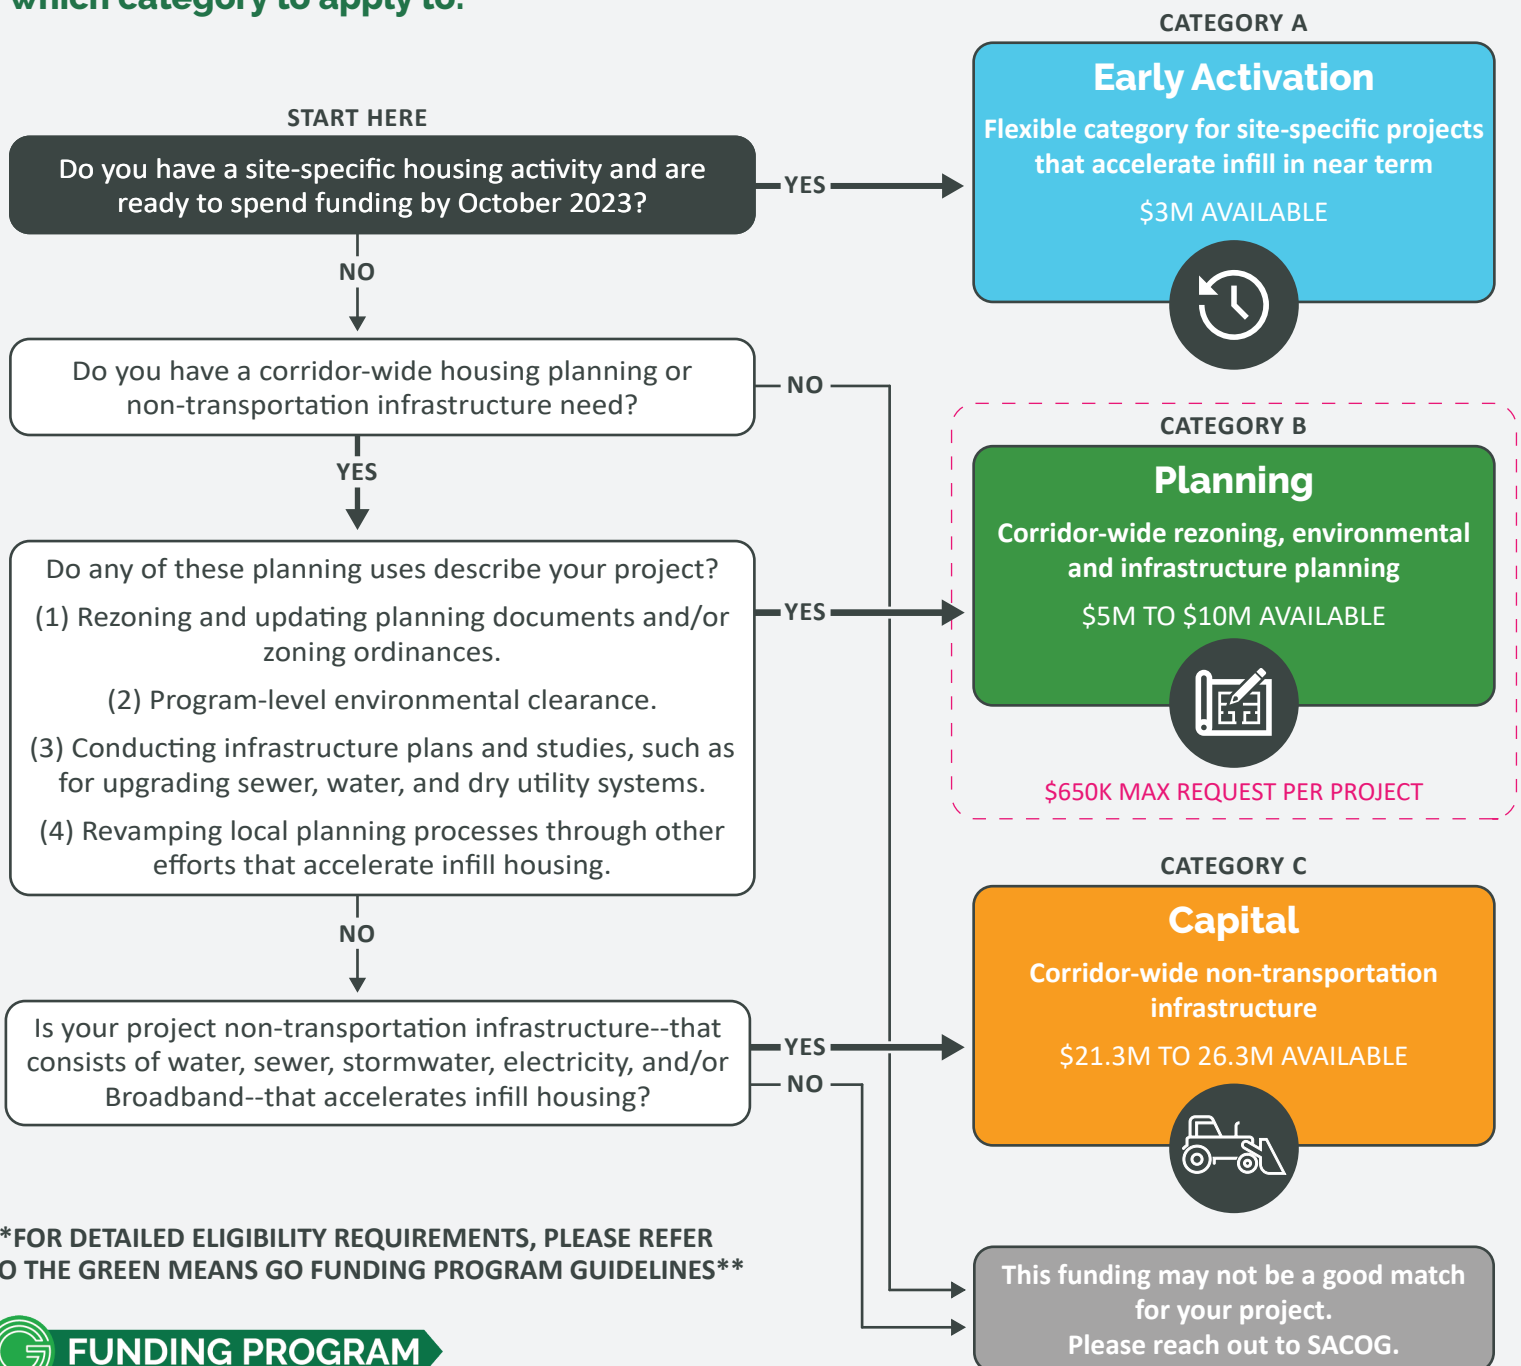 which category to apply to.
START HERE
Do you have a site-specific housing activity and are
ready to spend funding by October 2023?
YES
NO
Do you have a corridor-wide housing planning or
non-transportation infrastructure need?
NO
YES
Do any of these planning uses describe your project?
(1) Rezoning and updating planning documents and/or
zoning ordinances.
(2) Program-level environmental clearance.
(3) Conducting infrastructure plans and studies, such as
for upgrading sewer, water, and dry utility systems.
(4) Revamping local planning processes through other
efforts that accelerate infill housing.
YES
NO
Is your project non-transportation infrastructure--that
consists of water, sewer, stormwater, electricity, and/or
Broadband--that accelerates infill housing?
YES
NO
CATEGORY A
Early Activation
Flexible category for site-specific projects
that accelerate infill in near term
$3M AVAILABLE
CATEGORY B
Planning
Corridor-wide rezoning, environmental
and infrastructure planning
$5M TO $10M AVAILABLE
$650K MAX REQUEST PER PROJECT
CATEGORY C
Capital
Corridor-wide non-transportation
infrastructure
$21.3M TO 26.3M AVAILABLE
This funding may not be a good match
for your project.
Please reach out to SACOG.
*FOR DETAILED ELIGIBILITY REQUIREMENTS, PLEASE REFER
O THE GREEN MEANS GO FUNDING PROGRAM GUIDELINES**
FUNDING PROGRAM